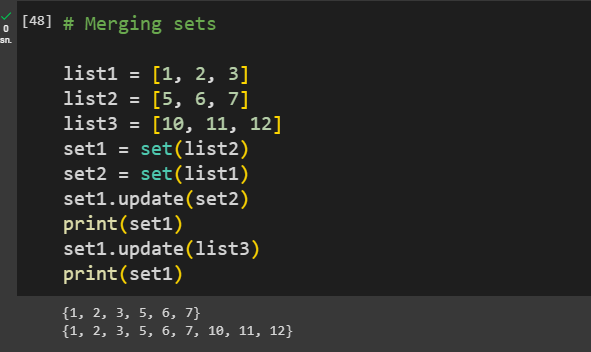 0
sn.
[48] # Merging sets
list1 = [1, 2, 3]
list2 = [5, 6, 7]
list3 = [10, 11, 12]
set1 = set(list2)
set2 = set(list1)
set1.update(set2)
print(set1)
set1.update(list3)
print(set1)
{1, 2, 3, 5, 6, 7}
{1, 2, 3, 5, 6, 7, 10, 11, 12}